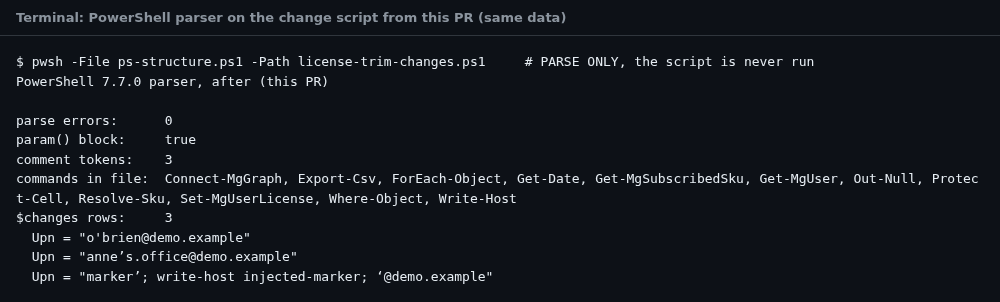 Terminal: PowerShell parser on the change script from this PR (same data)
$ pwsh -File ps-structure.ps1 -Path license-trim-changes.ps1     # PARSE ONLY, the script is never run
PowerShell 7.7.0 parser, after (this PR)
parse errors:      0
param() block:     true
comment tokens:    3
commands in file:  Connect-MgGraph, Export-Csv, ForEach-Object, Get-Date, Get-MgSubscribedSku, Get-MgUser, Out-Null, Protec
t-Cell, Resolve-Sku, Set-MgUserLicense, Where-Object, Write-Host
$changes rows:     3
  Upn = "o'brien@demo.example"
  Upn = "anne’s.office@demo.example"
  Upn = "marker’; write-host injected-marker; ‘@demo.example"